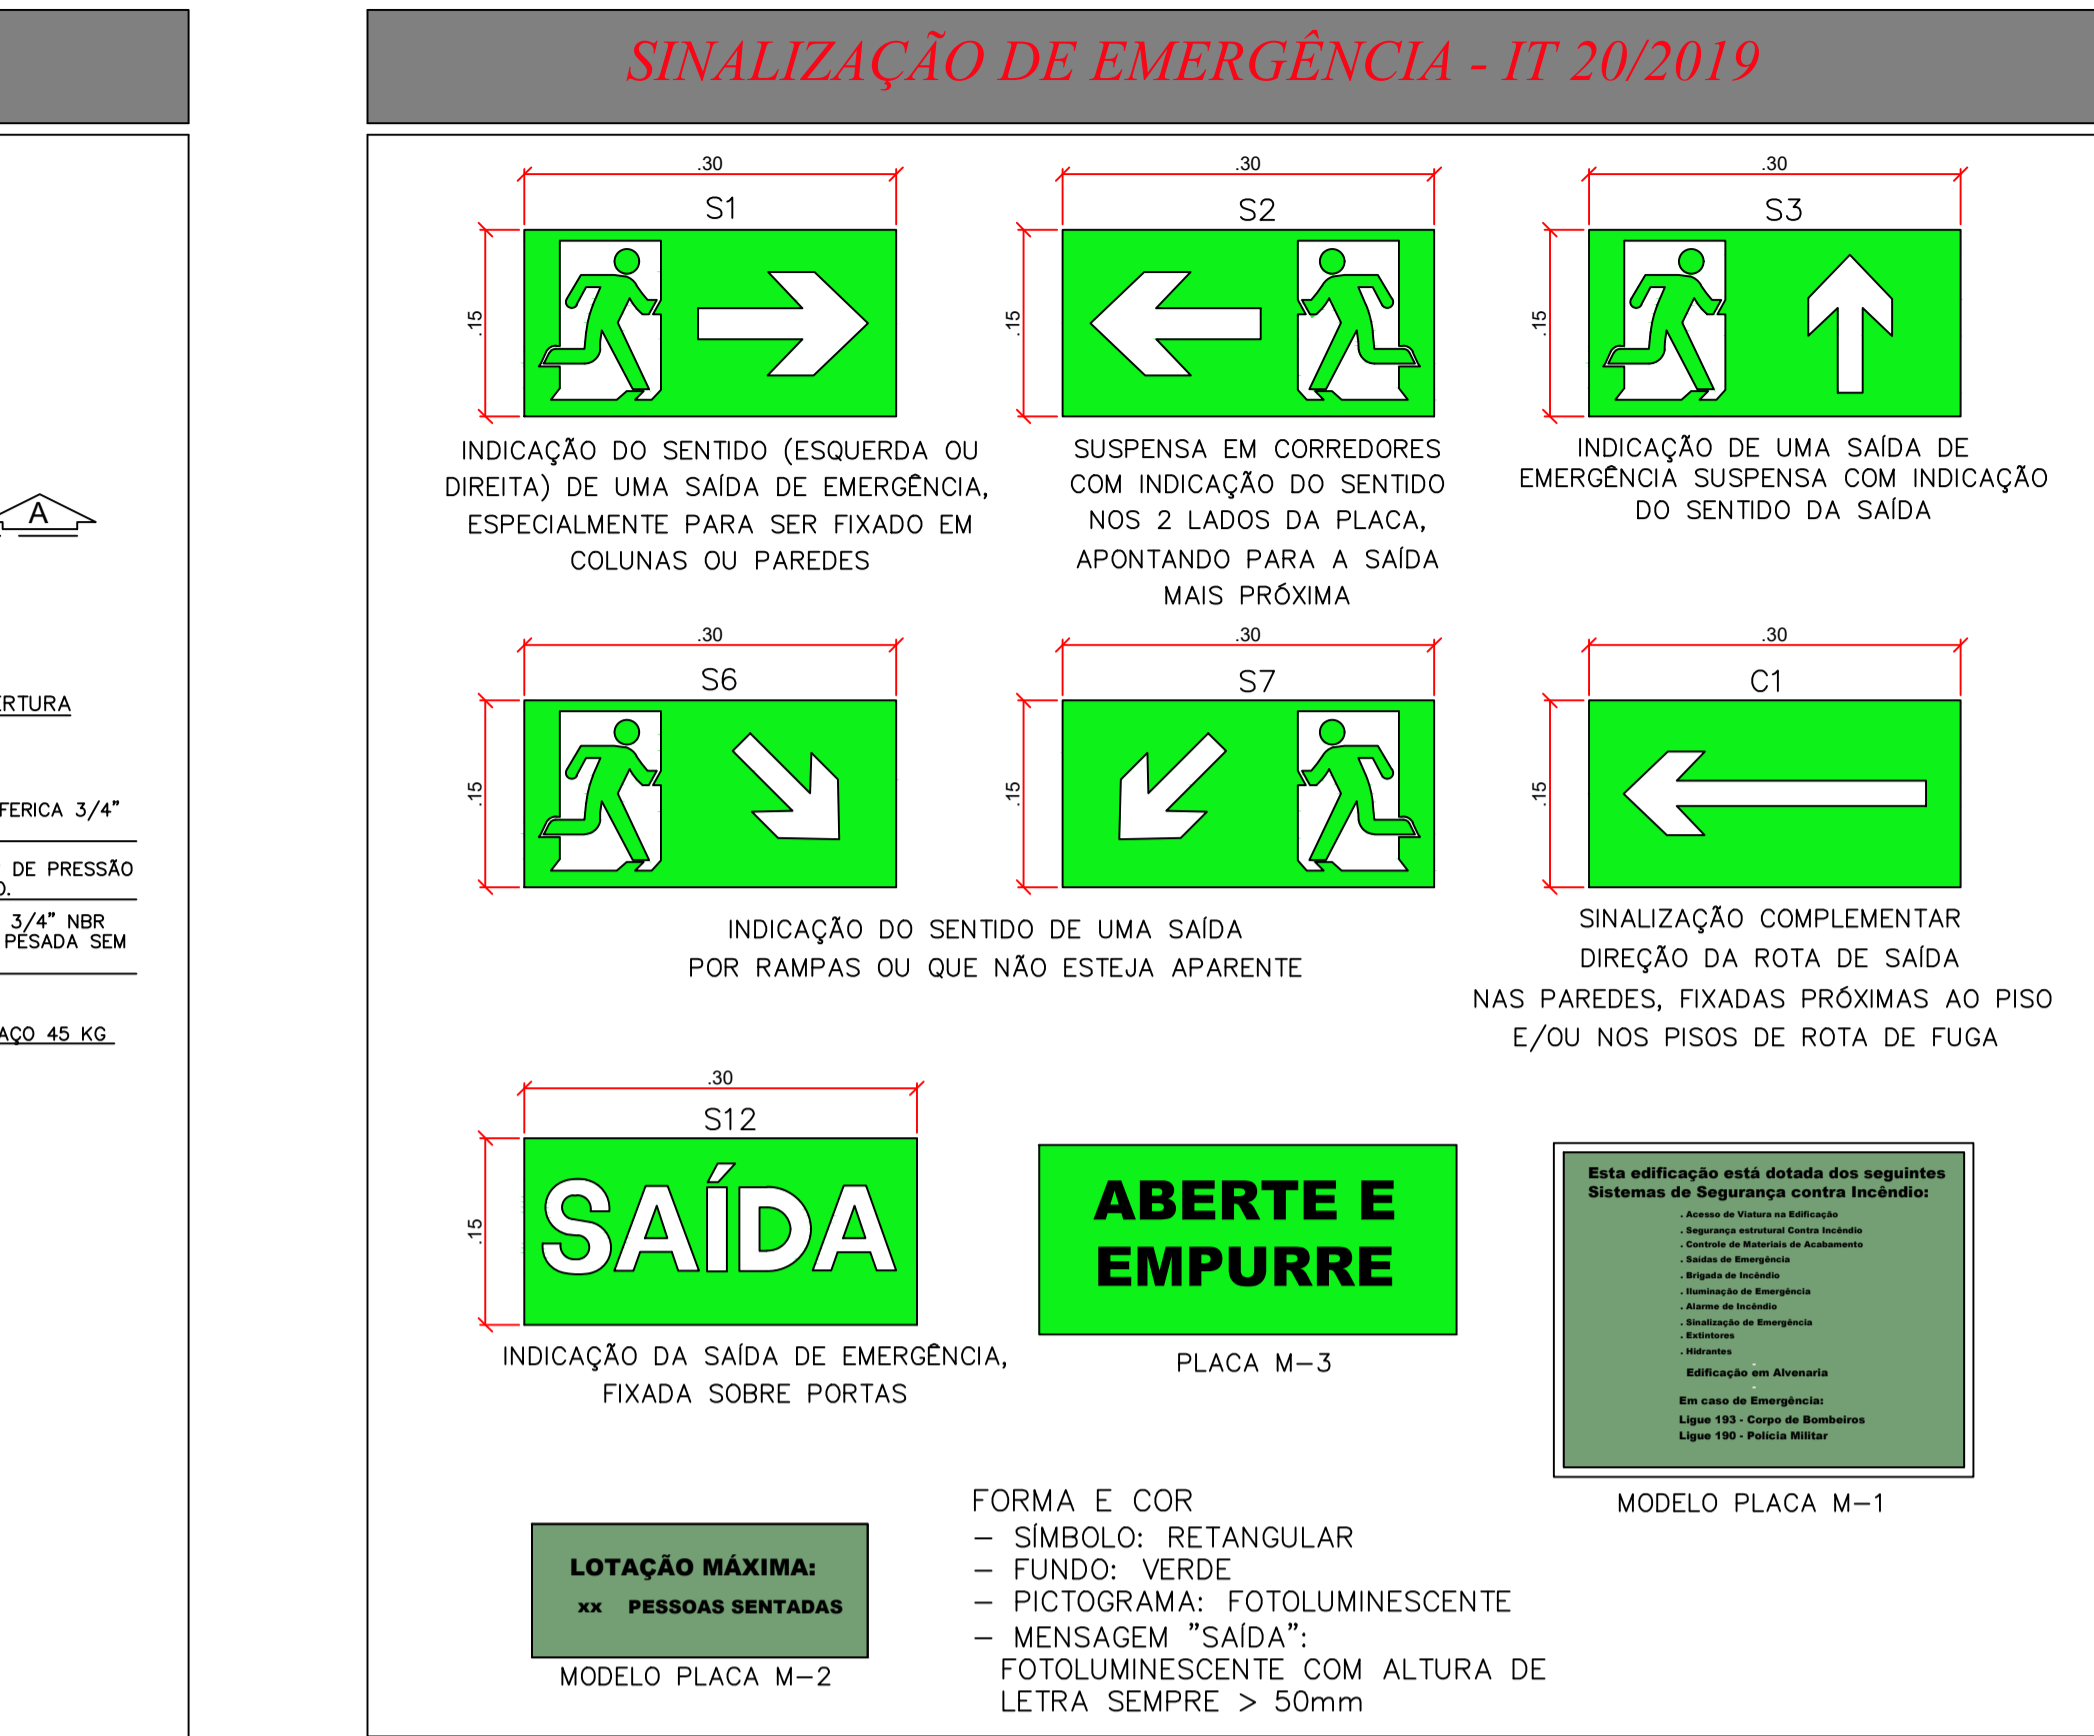 SINALIZAÇÃO DE EMERGÊNCIA - IT 20/2019
A
ERTURA
FERICA 3/4"
DE PRESSÃO
O.
3/4" NBR
PESADA SEM
AÇO 45 KG
.30
S1
.15
INDICAÇÃO DO SENTIDO (ESQUERDA OU
DIREITA) DE UMA SAÍDA DE EMERGÊNCIA,
ESPECIALMENTE PARA SER FIXADO EM
COLUNAS OU PAREDES
.30
S2
.15
SUSPENSA EM CORREDORES
COM INDICAÇÃO DO SENTIDO
NOS 2 LADOS DA PLACA,
APONTANDO PARA A SAÍDA
MAIS PRÓXIMA
.30
S3
.15
INDICAÇÃO DE UMA SAÍDA DE
EMERGÊNCIA SUSPENSA COM INDICAÇÃO
DO SENTIDO DA SAÍDA
.30
S6
.15
.30
S7
.15
INDICAÇÃO DO SENTIDO DE UMA SAÍDA
POR RAMPAS OU QUE NÃO ESTEJA APARENTE
.30
C1
.15
SINALIZAÇÃO COMPLEMENTAR
DIREÇÃO DA ROTA DE SAÍDA
NAS PAREDES, FIXADAS PRÓXIMAS AO PISO
E/OU NOS PISOS DE ROTA DE FUGA
.30
S12
.15
SAÍDA
INDICAÇÃO DA SAÍDA DE EMERGÊNCIA,
FIXADA SOBRE PORTAS
ABERTE E
EMPURRE
PLACA M-3
Esta edificação está dotada dos seguintes
Sistemas de Segurança contra Incêndio:
. Acesso de Viatura na Edificação
. Segurança estrutural Contra Incêndio
. Controle de Materiais de Acabamento
. Saídas de Emergência
. Brigada de Incêndio
. Iluminação de Emergência
. Alarme de Incêndio
. Sinalização de Emergência
. Extintores
. Hidrantes
Edificação em Alvenaria
Em caso de Emergência:
Ligue 193 - Corpo de Bombeiros
Ligue 190 - Polícia Militar
MODELO PLACA M-1
LOTAÇÃO MÁXIMA:
xx PESSOAS SENTADAS
MODELO PLACA M-2
FORMA E COR
- SÍMBOLO: RETANGULAR
- FUNDO: VERDE
- PICTOGRAMA: FOTOLUMINESCENTE
- MENSAGEM "SAÍDA":
FOTOLUMINESCENTE COM ALTURA DE
LETRA SEMPRE > 50mm